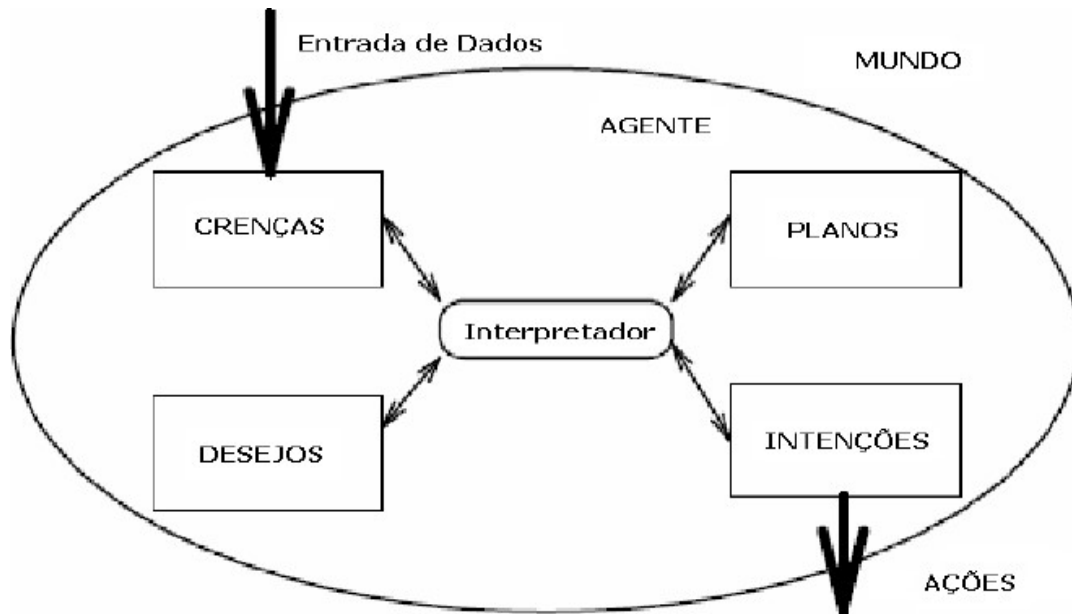 Entrada de Dados
MUNDO
AGENTE
CRENÇAS
PLANOS
Interpretador
DESEJOS
INTENÇÕES
AÇÕES